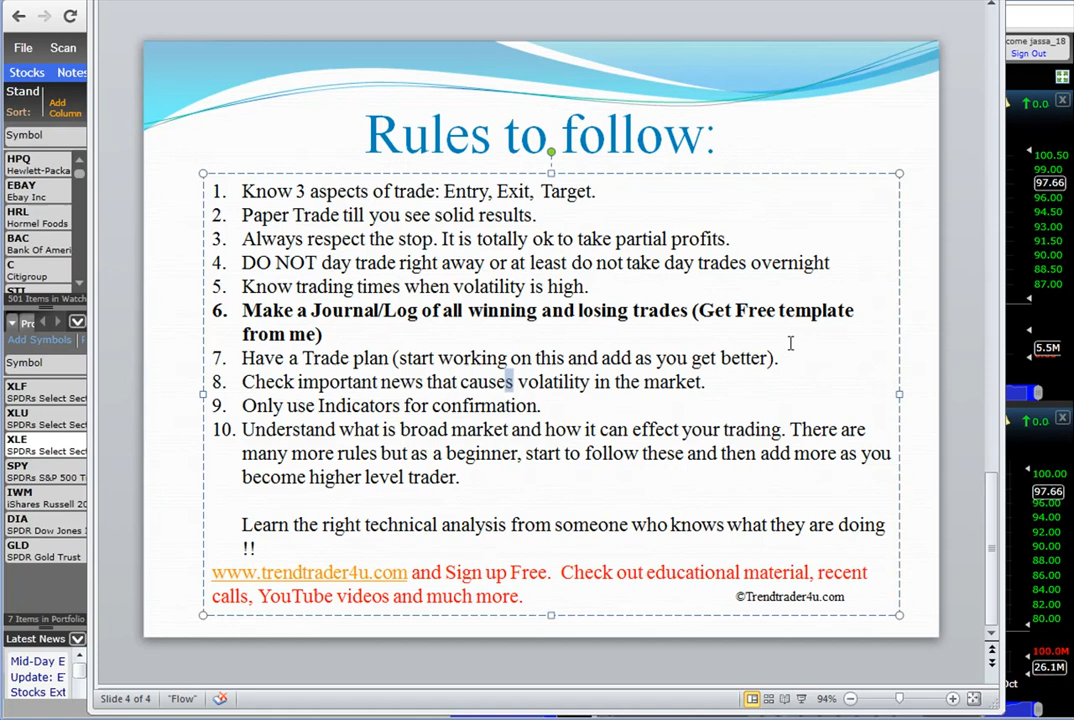 File Scan
Stocks Notes
Stand
Sort: Add Column
Symbol
HPQ
Hewlett-Packa
EBAY
Ebay Inc
HRL
Hormel Foods
BAC
Bank Of Ameri
C
Citigroup
501 Items in Watch
Add Symbols
Symbol
XLF
SPDRs Select Sect
XLU
SPDRs Select Sect
XLE
SPDRs Select Sect
SPY
SPDRs S&P 500 T
IWM
iShares Russell 20
DIA
SPDR Dow Jones I
GLD
SPDR Gold Trust
7 Items in Portfolio
Latest News
Mid-Day E
Update: E
Stocks Ext
Rules to follow:
1. Know 3 aspects of trade: Entry, Exit, Target.
2. Paper Trade till you see solid results.
3. Always respect the stop. It is totally ok to take partial profits.
4. DO NOT day trade right away or at least do not take day trades overnight
5. Know trading times when volatility is high.
6. Make a Journal/Log of all winning and losing trades (Get Free template
from me)
7. Have a Trade plan (start working on this and add as you get better).
8. Check important news that causes volatility in the market.
9. Only use Indicators for confirmation.
10. Understand what is broad market and how it can effect your trading. There are
many more rules but as a beginner, start to follow these and then add more as you
become higher level trader.
Learn the right technical analysis from someone who knows what they are doing
!!
www.trendtrader4u.com and Sign up Free. Check out educational material, recent
calls, YouTube videos and much more.
©Trendtrader4u.com
Slide 4 of 4 "Flow" 94%
come jassa_18
Sign Out
0.0
100.50
97.66
96.00
94.50
93.00
91.50
90.00
88.50
87.00
5.5M
0.0
100.00
97.66
96.00
94.00
92.00
90.00
88.00
86.00
84.00
82.00
80.00
100.0M
26.1M
Oct